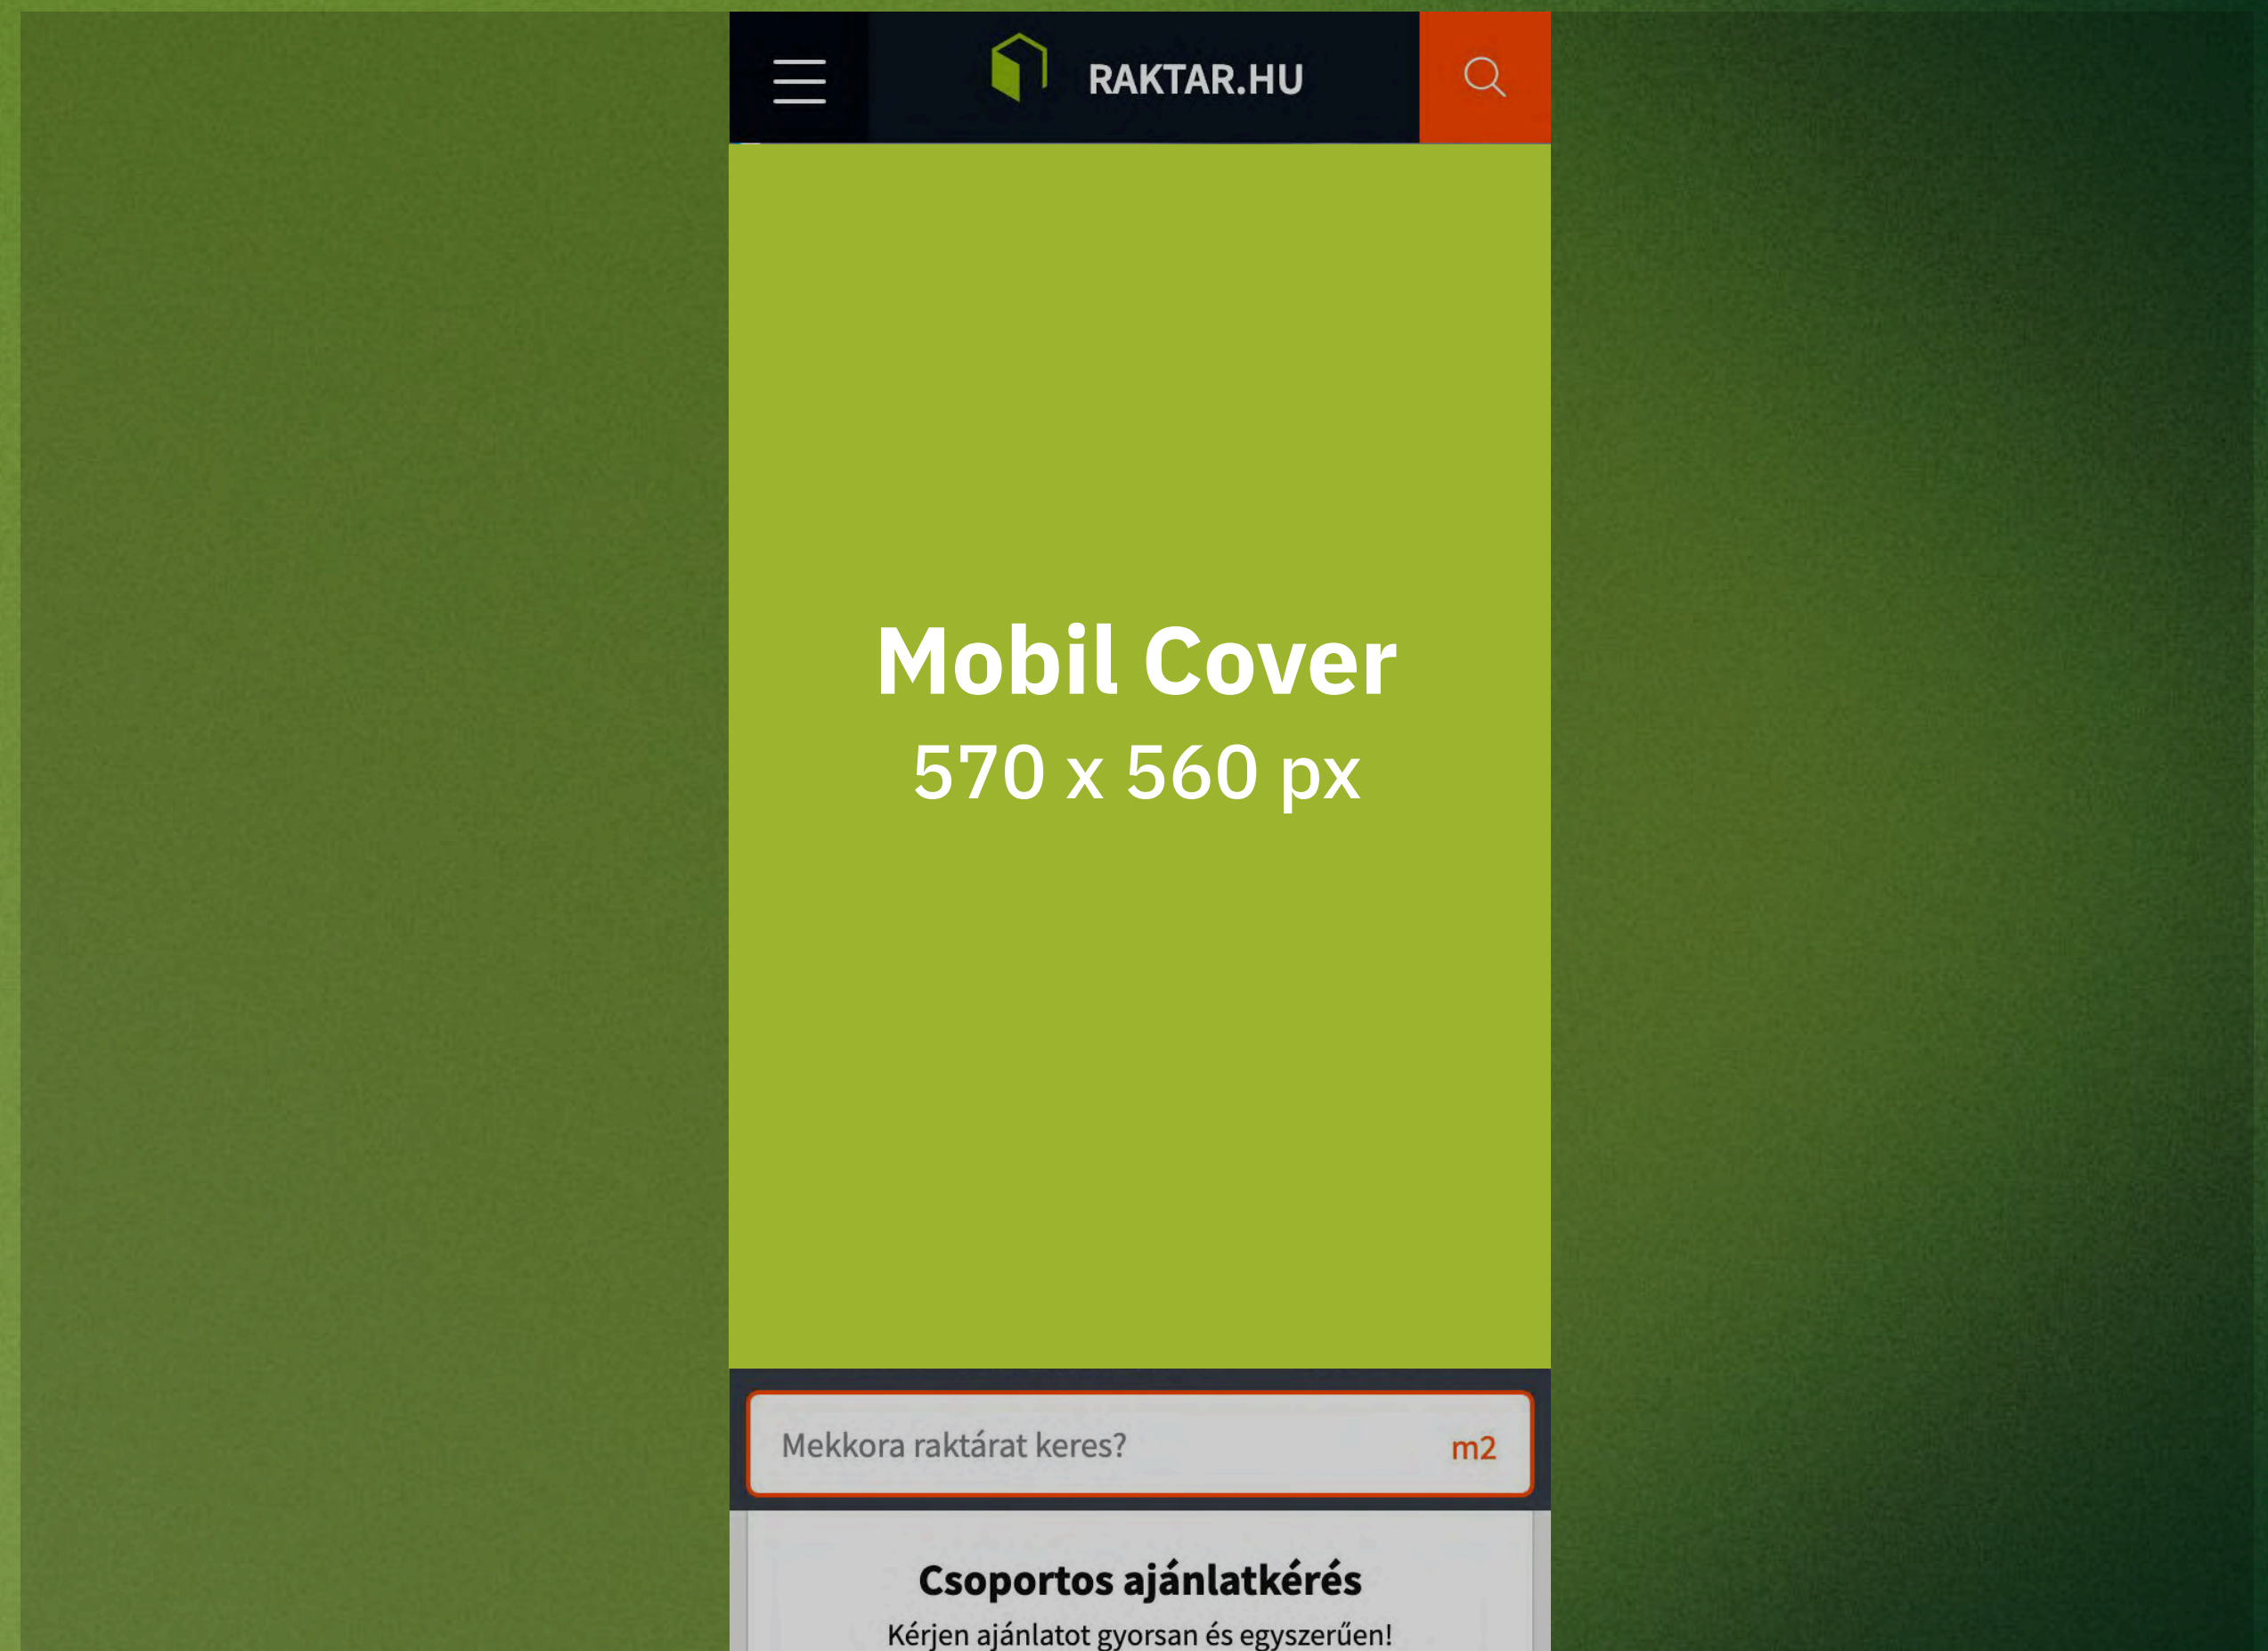 RAKTAR.HU
Mobil Cover
570 x 560 px
Mekkora raktárat keres? m2
Csoportos ajánlatkérés
Kérjen ajánlatot gyorsan és egyszerűen!